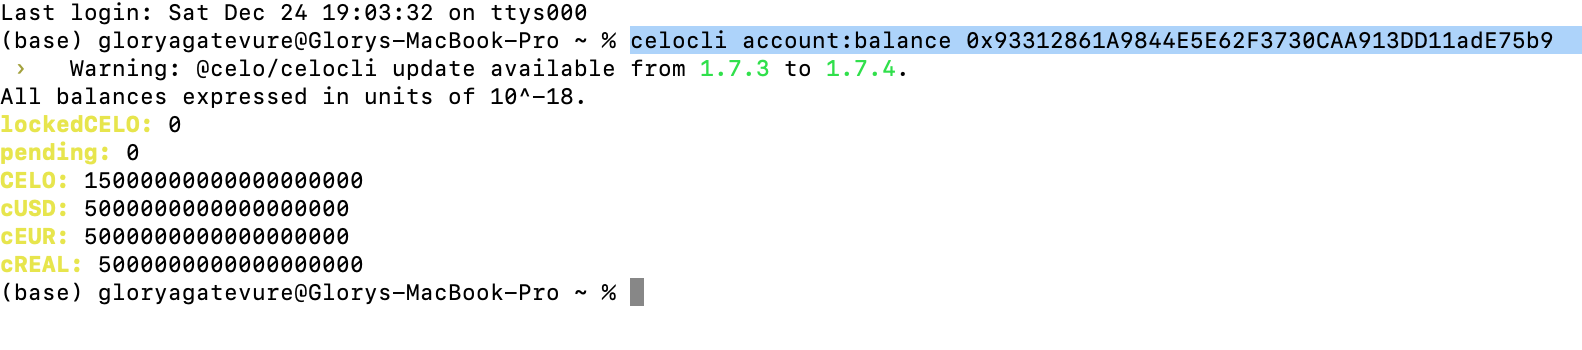 Last login: Sat Dec 24 19:03:32 on ttys000
(base) gloryagatevure@Glorys-MacBook-Pro ~ % celocli account:balance 0x93312861A9844E5E62F3730CAA913DD11adE75b9
› Warning: @celo/celocli update available from 1.7.3 to 1.7.4.
All balances expressed in units of 10^-18.
lockedCELO: 0
pending: 0
CELO: 15000000000000000000
cUSD: 5000000000000000000
cEUR: 5000000000000000000
cREAL: 5000000000000000000
(base) gloryagatevure@Glorys-MacBook-Pro ~ %